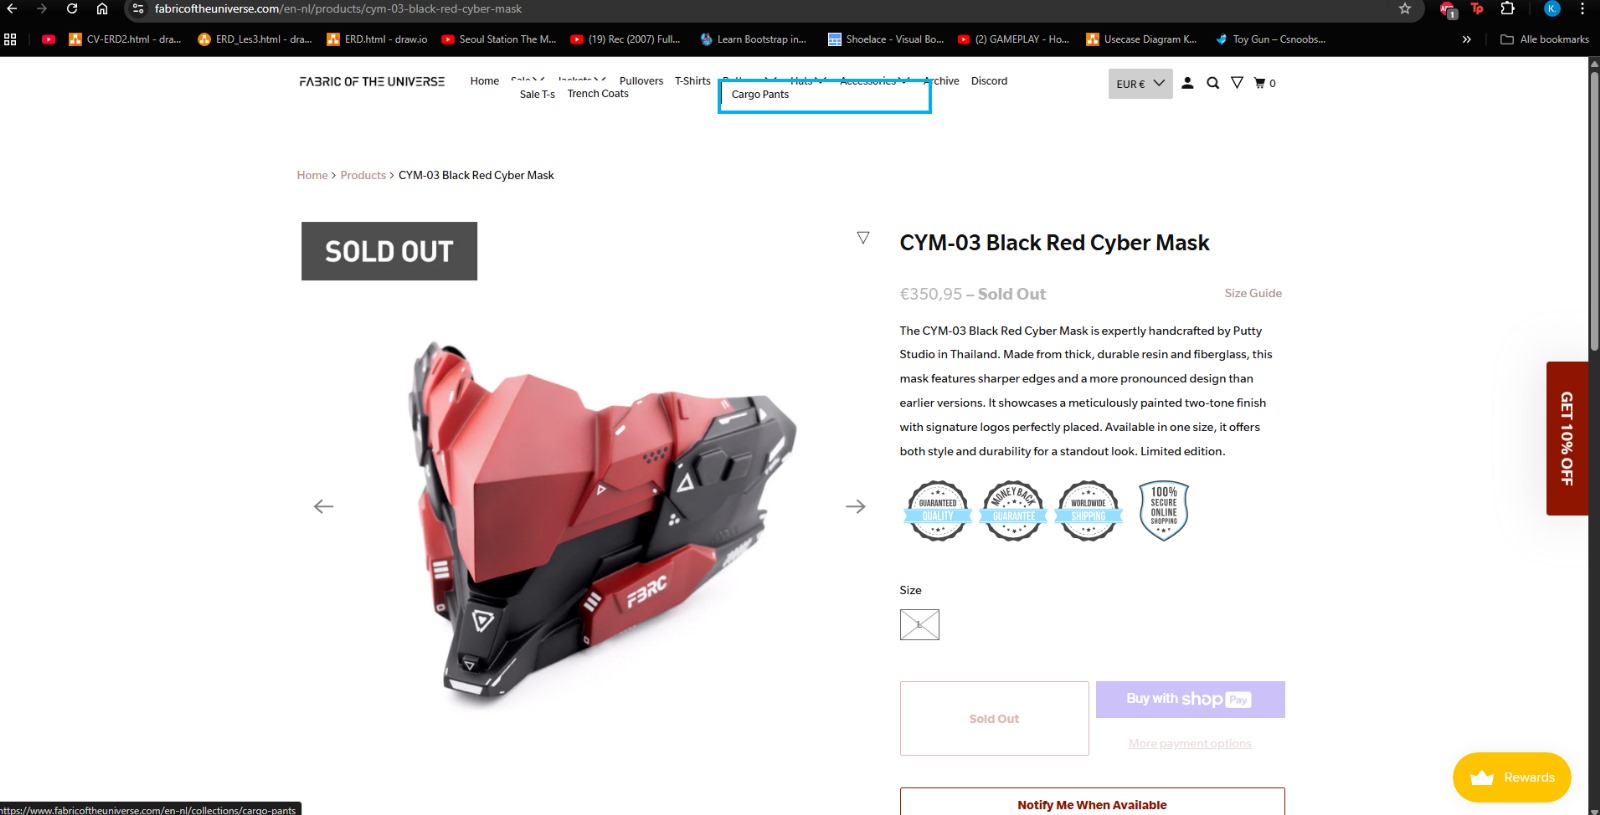 fabricoftheuniverse.com/en-nl/products/cym-03-black-red-cyber-mask
1
K.
CV-ERD2.html - dra...
ERD_Les3.html - dra...
ERD.html - draw.io
Seoul Station The M...
(19) Rec (2007) Full...
Learn Bootstrap in...
Shoelace - Visual Bo...
(2) GAMEPLAY - Ho...
Usecase Diagram K...
Toy Gun – Csnoobs...
»
Alle bookmarks
FABRIC OF THE UNIVERSE
Home
Sale
Jackets
Pullovers
T-Shirts
Hats
Accessories
Archive
Discord
EUR €
0
Sale T-s
Trench Coats
Cargo Pants
Home > Products > CYM-03 Black Red Cyber Mask
SOLD OUT
F3RC
CYM-03 Black Red Cyber Mask
€350,95 – Sold Out
Size Guide
The CYM-03 Black Red Cyber Mask is expertly handcrafted by Putty
Studio in Thailand. Made from thick, durable resin and fiberglass, this
mask features sharper edges and a more pronounced design than
earlier versions. It showcases a meticulously painted two-tone finish
with signature logos perfectly placed. Available in one size, it offers
both style and durability for a standout look. Limited edition.
GUARANTEED
QUALITY
MONEY BACK
GUARANTEE
WORLDWIDE
SHIPPING
100%
SECURE
ONLINE
SHOPPING
Size
L
Sold Out
Buy with shop Pay
More payment options
Notify Me When Available
GET 10% OFF
Rewards
https://www.fabricoftheuniverse.com/en-nl/collections/cargo-pants